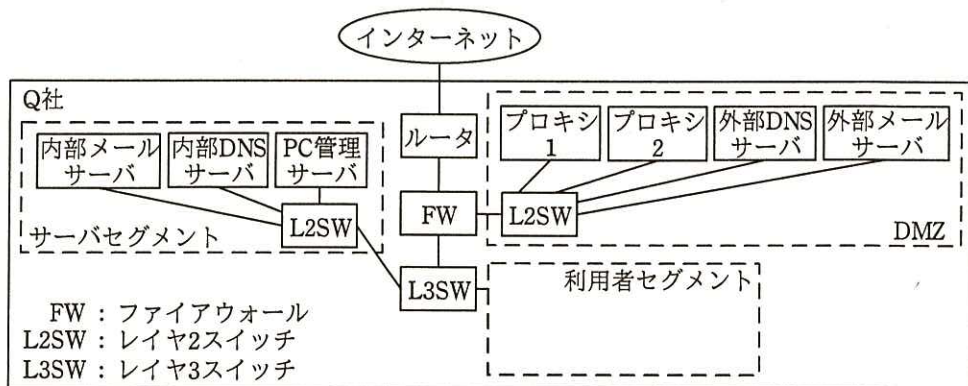 インターネット
Q社
ルータ
プロキシ
1
プロキシ
2
外部DNS
サーバ
外部メール
サーバ
内部メール
サーバ
内部DNS
サーバ
PC管理
サーバ
L2SW
FW
L2SW
サーバセグメント
DMZ
L3SW
利用者セグメント
FW : ファイアウォール
L2SW : レイヤ2スイッチ
L3SW : レイヤ3スイッチ